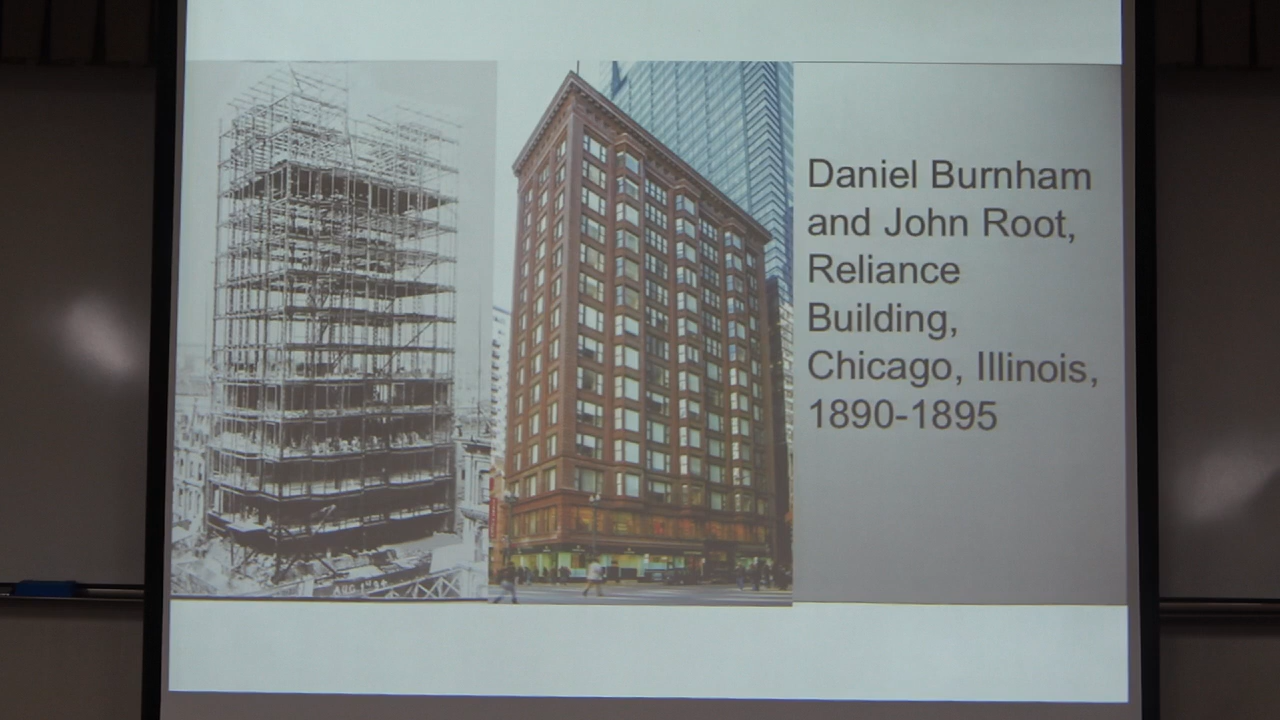 Daniel Burnham
and John Root,
Reliance
Building,
Chicago, Illinois,
1890-1895